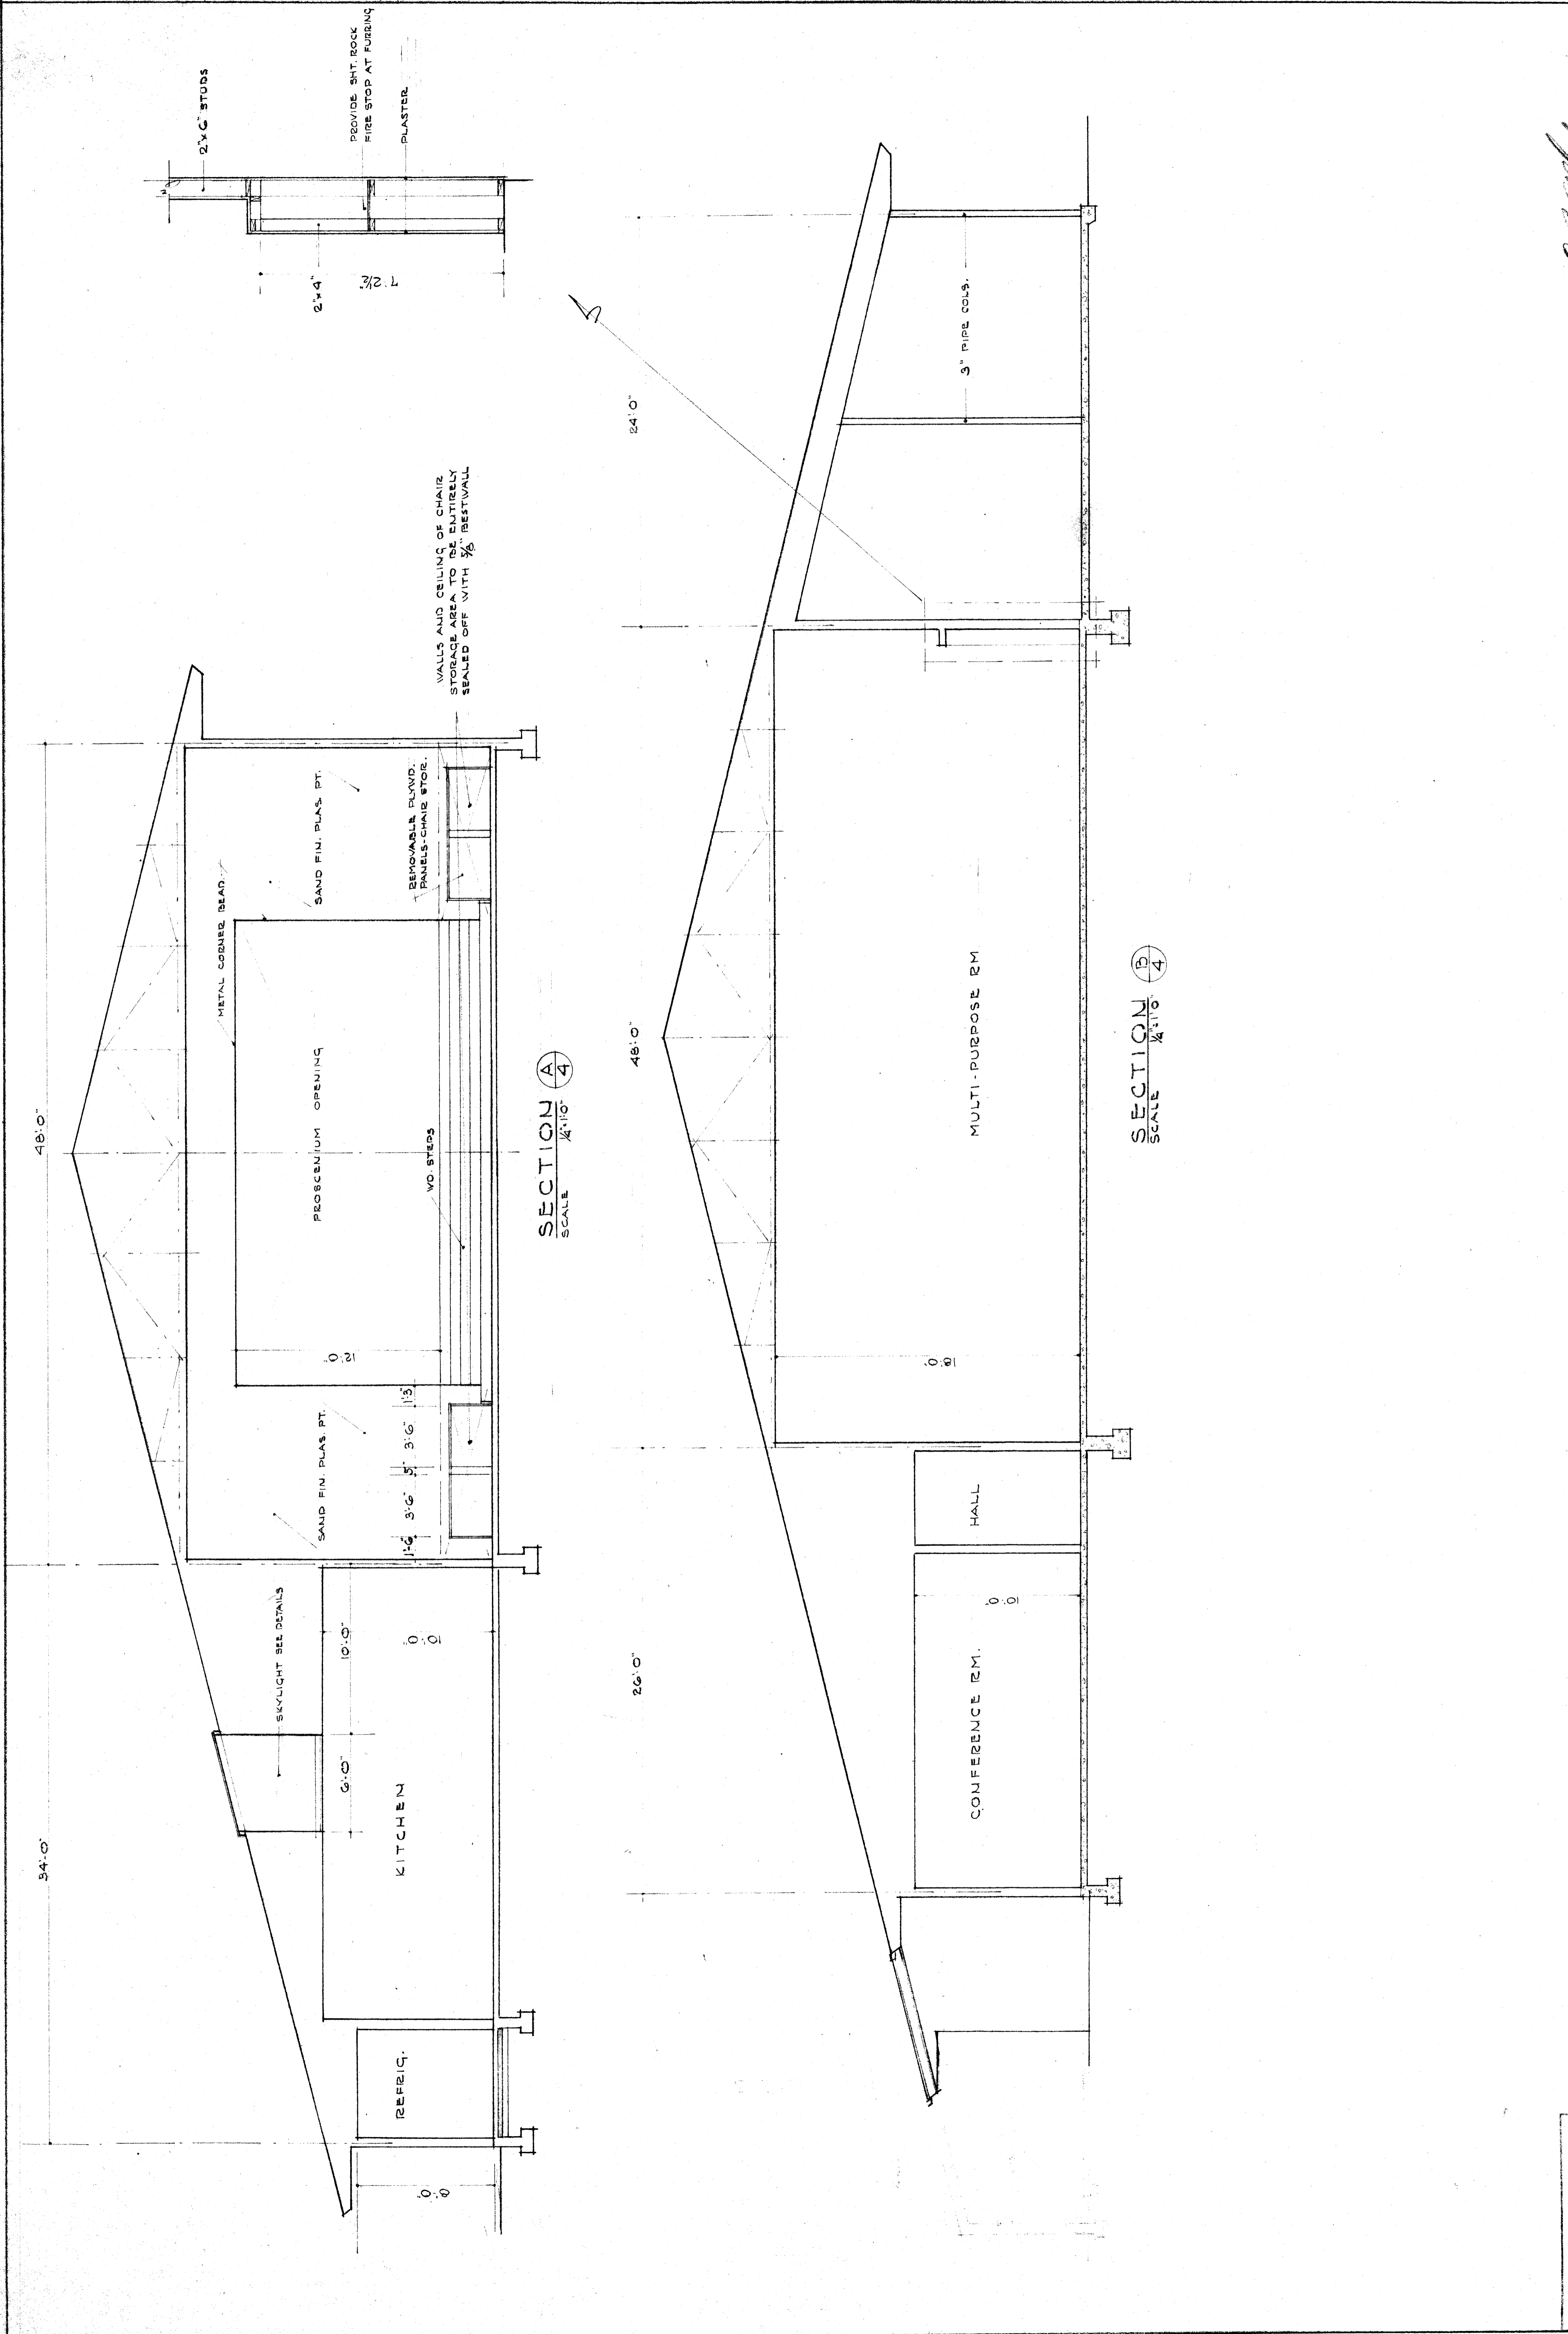 48'-0"
34'-0"
SKYLIGHT SEE DETAILS
METAL CORNER BEAD
SAND FIN. PLAS. PT.
SAND FIN. PLAS. PT.
PROSCENIUM OPENING
12'-0"
WD. STEPS
REMOVABLE PLYWD.
PANELS-CHAIR STOR.
WALLS AND CEILING OF CHAIR
STORAGE AREA TO BE ENTIRELY
SEALED OFF WITH 5/8" BESTWALL
1'-6" 3'-6" 5" 3'-6" 1'-3"
6'-0" 10'-0"
10'-0"
KITCHEN
REFRIG.
8'-0"
SECTION A
4
SCALE 1/4"=1'-0"
2"x6" STUDS
PROVIDE SHT. ROCK
FIRE STOP AT FURRING
PLASTER
2"x4"
7'-2½"
26'-0" 48'-0" 24'-0"
3" PIPE COLS.
MULTI-PURPOSE RM
18'-0"
HALL
CONFERENCE RM.
10'-0"
SECTION B
4
SCALE 1/4"=1'-0"